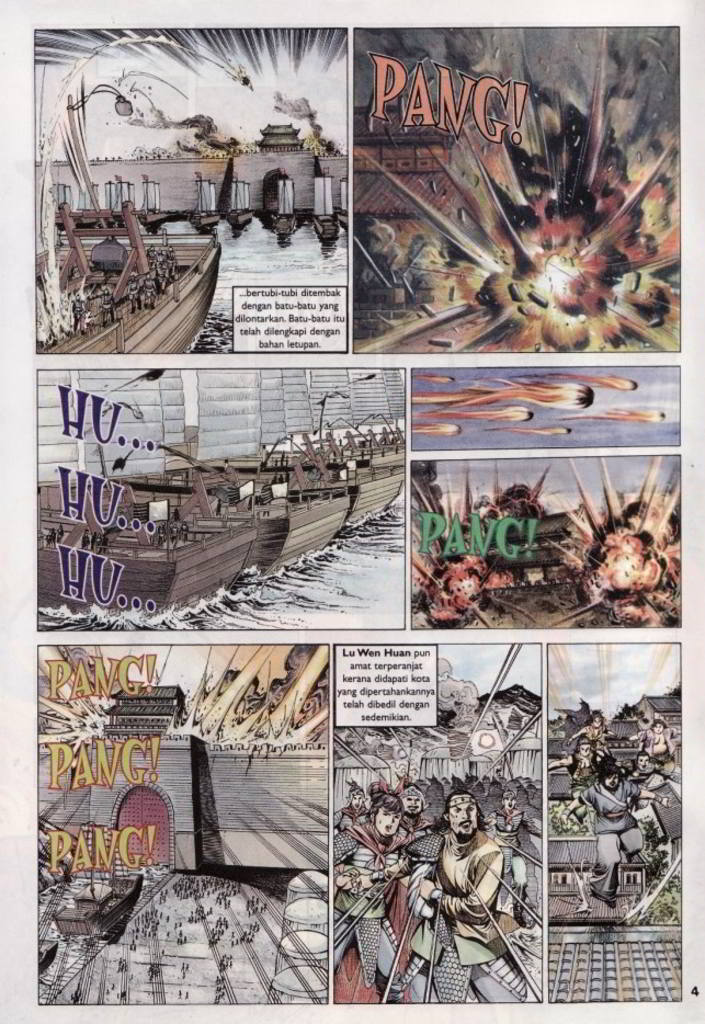 ...bertubi-tubi ditembak
dengan batu-batu yang
dilontarkan. Batu-batu itu
telah dilengkapi dengan
bahan letupan.
PANG!
HU...
HU...
HU...
PANG!
PANG!
PANG!
PANG!
Lu Wen Huan pun
amat terperanjat
kerana didapati kota
yang dipertahankannya
telah dibedil dengan
sedemikian.
4